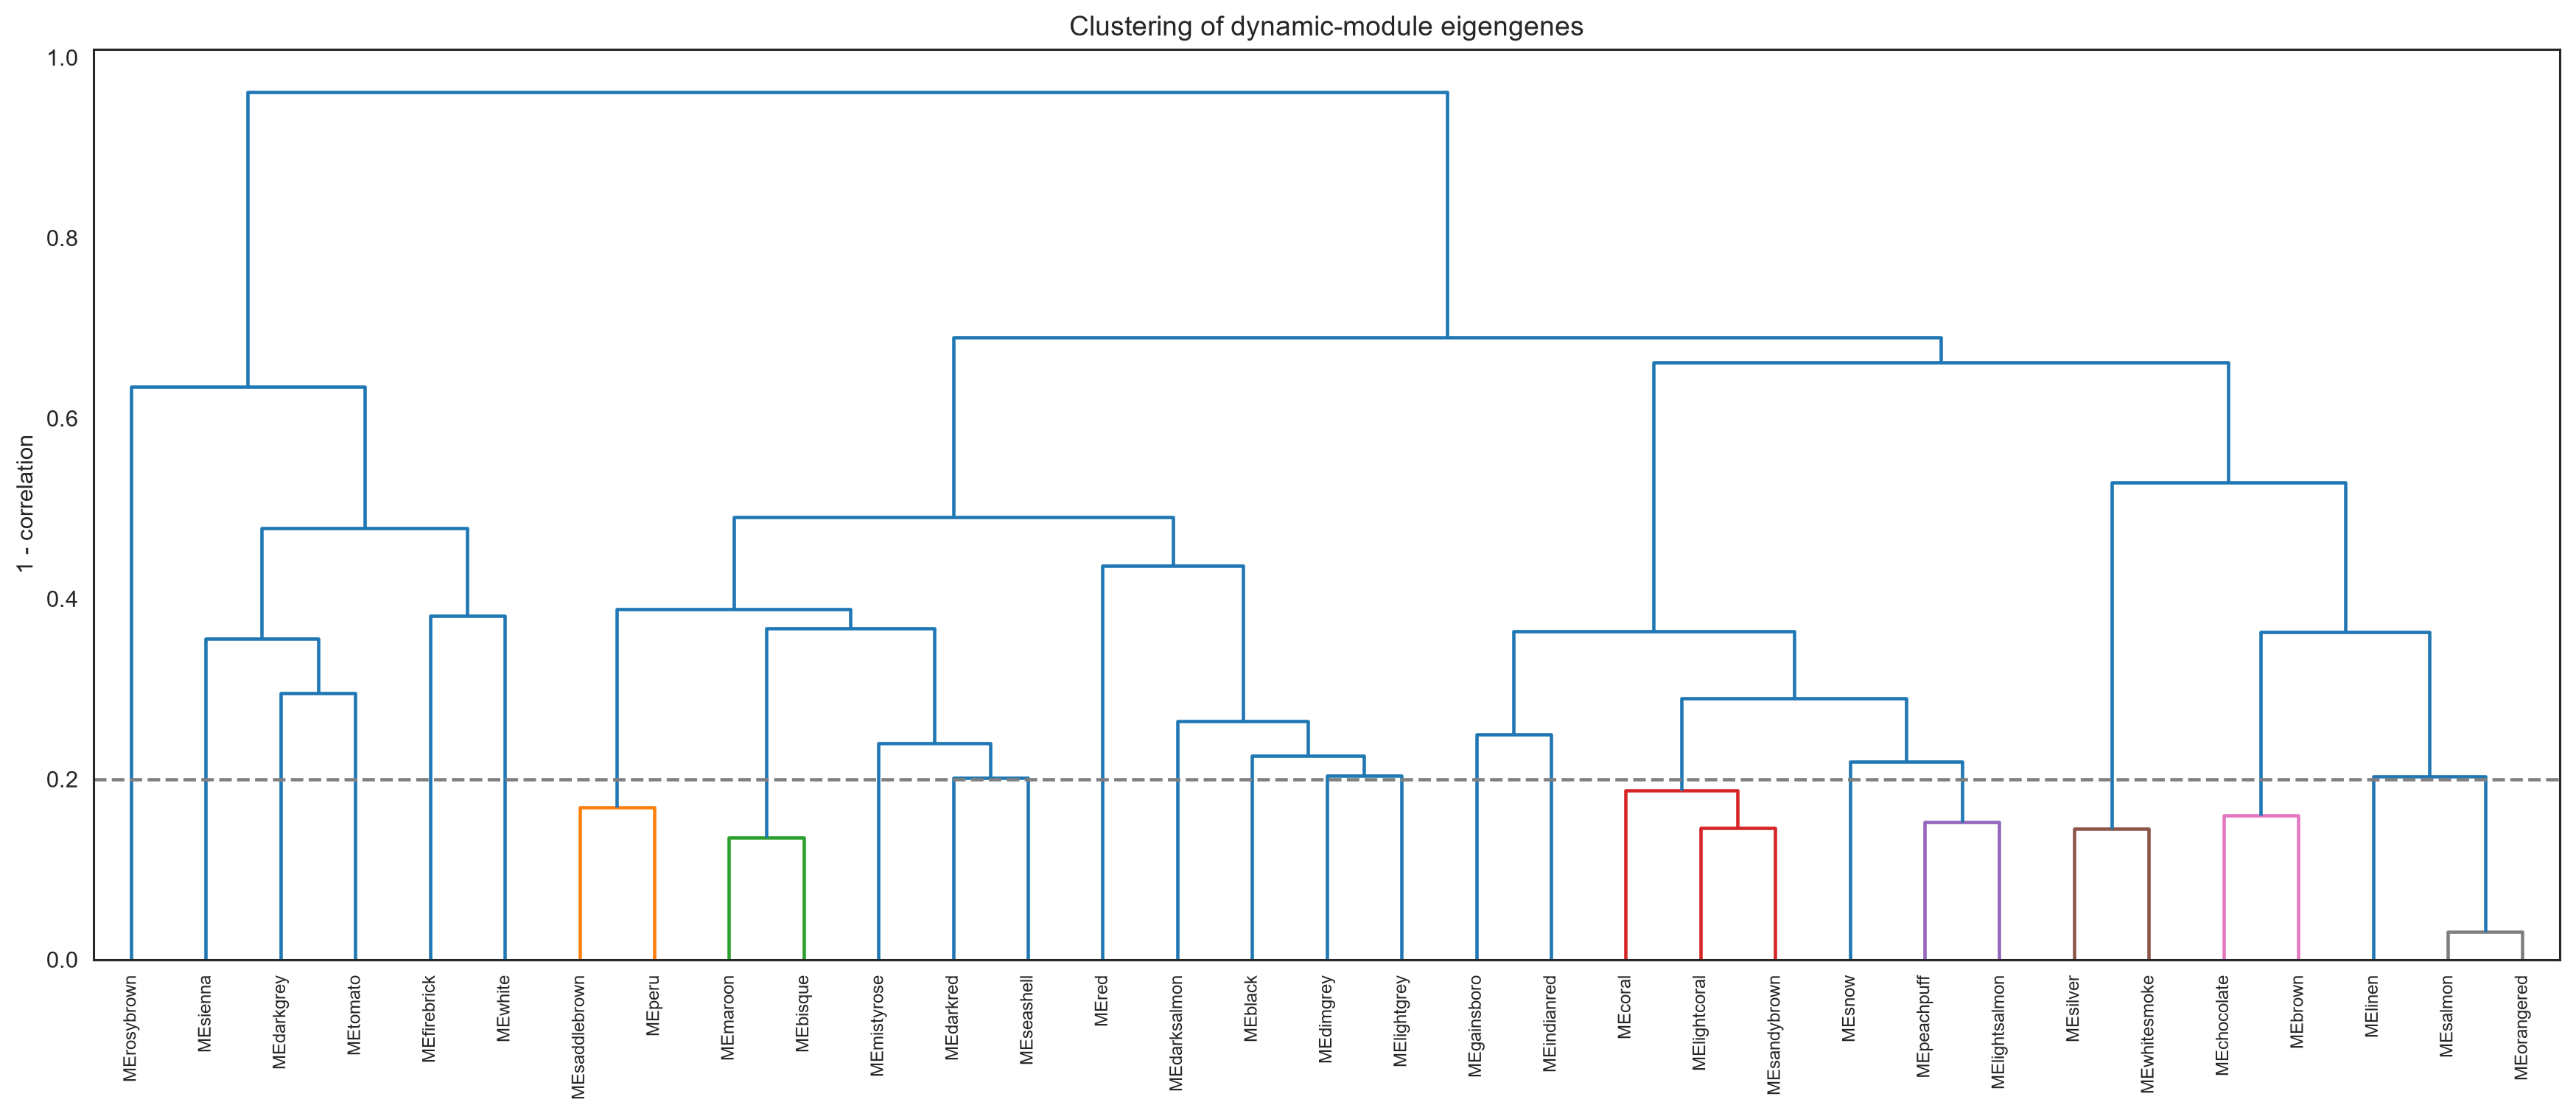 Clustering of dynamic-module eigengenes
1.0
0.8
0.6
0.4
0.2
0.0
1 - correlation
MErosybrown
MEsienna
MEdarkgrey
MEtomato
MEfirebrick
MEwhite
MEsaddlebrown
MEperu
MEmaroon
MEbisque
MEmistyrose
MEdarkred
MEseashell
MEred
MEdarksalmon
MEblack
MEdimgrey
MElightgrey
MEgainsboro
MEindianred
MEcoral
MElightcoral
MEsandybrown
MEsnow
MEpeachpuff
MElightsalmon
MEsilver
MEwhitesmoke
MEchocolate
MEbrown
MElinen
MEsalmon
MEorangered